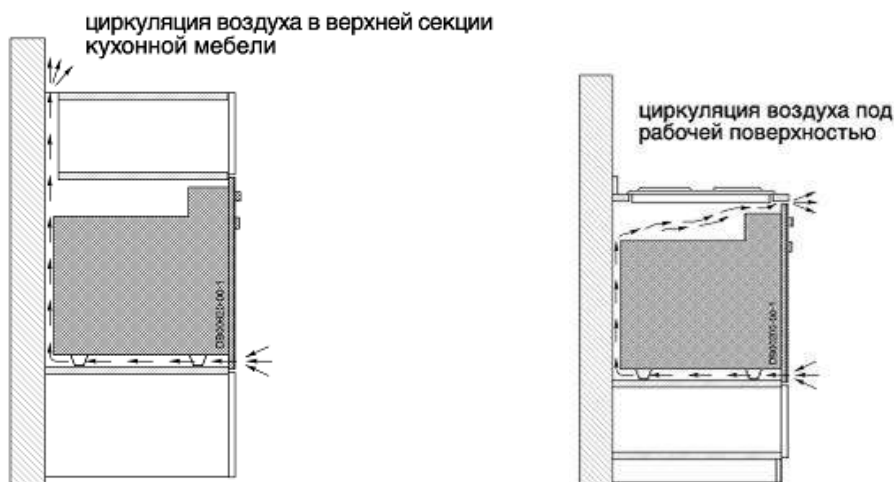 циркуляция воздуха в верхней секции
кухонной мебели
циркуляция воздуха под
рабочей поверхностью